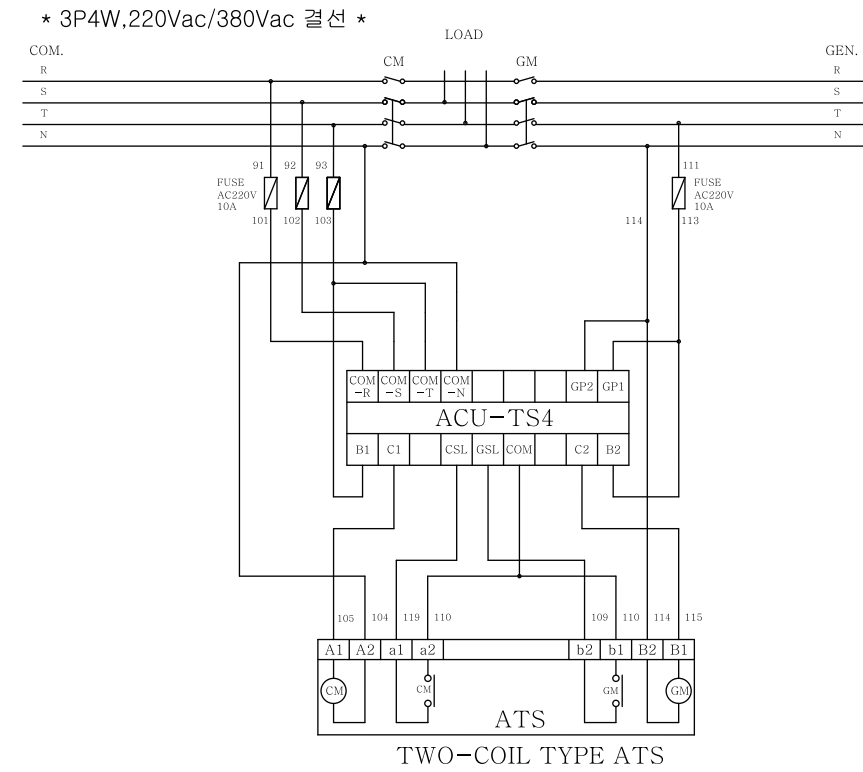 * 3P4W,220Vac/380Vac 결선 *
LOAD
COM. CM GM GEN.
R R
S S
T T
N N
91 92 93 111
FUSE FUSE
AC220V AC220V
10A 10A
101 102 103 114 113
COM-R COM-S COM-T COM-N GP2 GP1
ACU-TS4
B1 C1 CSL GSL COM C2 B2
105 104 119 110 109 110 114 115
A1 A2 a1 a2 b2 b1 B2 B1
CM CM GM GM
ATS
TWO-COIL TYPE ATS